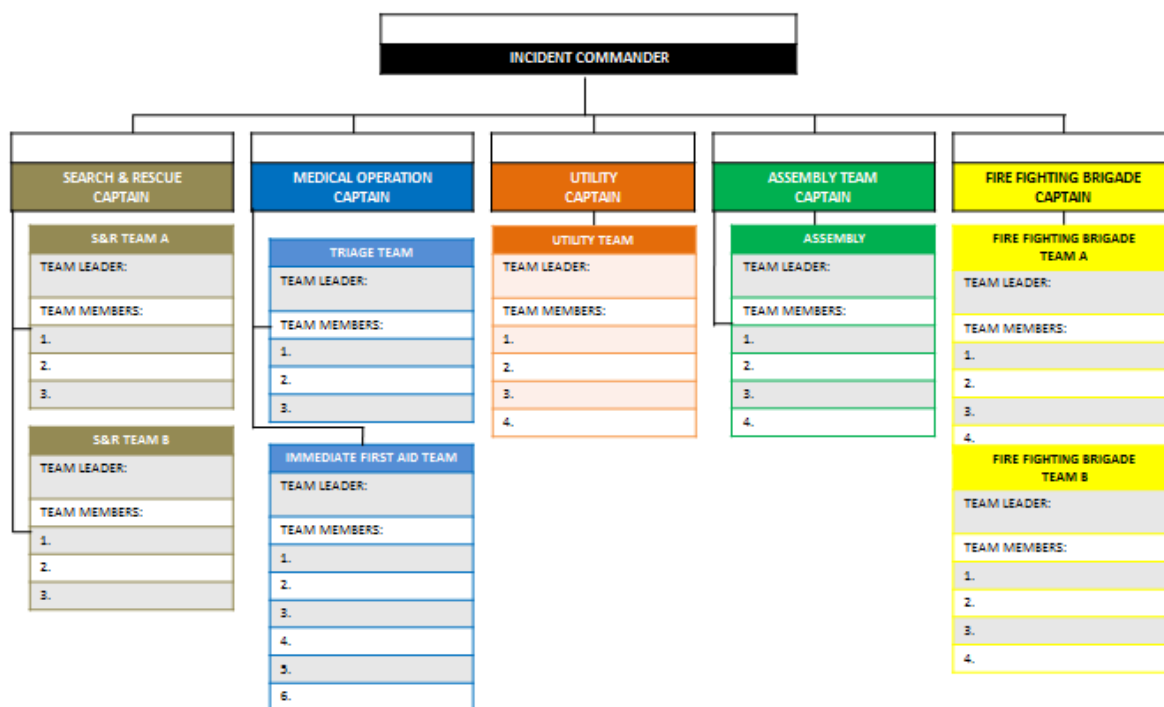 INCIDENT COMMANDER
SEARCH & RESCUE
CAPTAIN
S&R TEAM A
TEAM LEADER:
TEAM MEMBERS:
1.
2.
3.
S&R TEAM B
TEAM LEADER:
TEAM MEMBERS:
1.
2.
3.
MEDICAL OPERATION
CAPTAIN
TRIAGE TEAM
TEAM LEADER:
TEAM MEMBERS:
1.
2.
3.
IMMEDIATE FIRST AID TEAM
TEAM LEADER:
TEAM MEMBERS:
1.
2.
3.
4.
5.
6.
UTILITY
CAPTAIN
UTILITY TEAM
TEAM LEADER:
TEAM MEMBERS:
1.
2.
3.
4.
ASSEMBLY TEAM
CAPTAIN
ASSEMBLY
TEAM LEADER:
TEAM MEMBERS:
1.
2.
3.
4.
FIRE FIGHTING BRIGADE
CAPTAIN
FIRE FIGHTING BRIGADE
TEAM A
TEAM LEADER:
TEAM MEMBERS:
1.
2.
3.
4.
FIRE FIGHTING BRIGADE
TEAM B
TEAM LEADER:
TEAM MEMBERS:
1.
2.
3.
4.